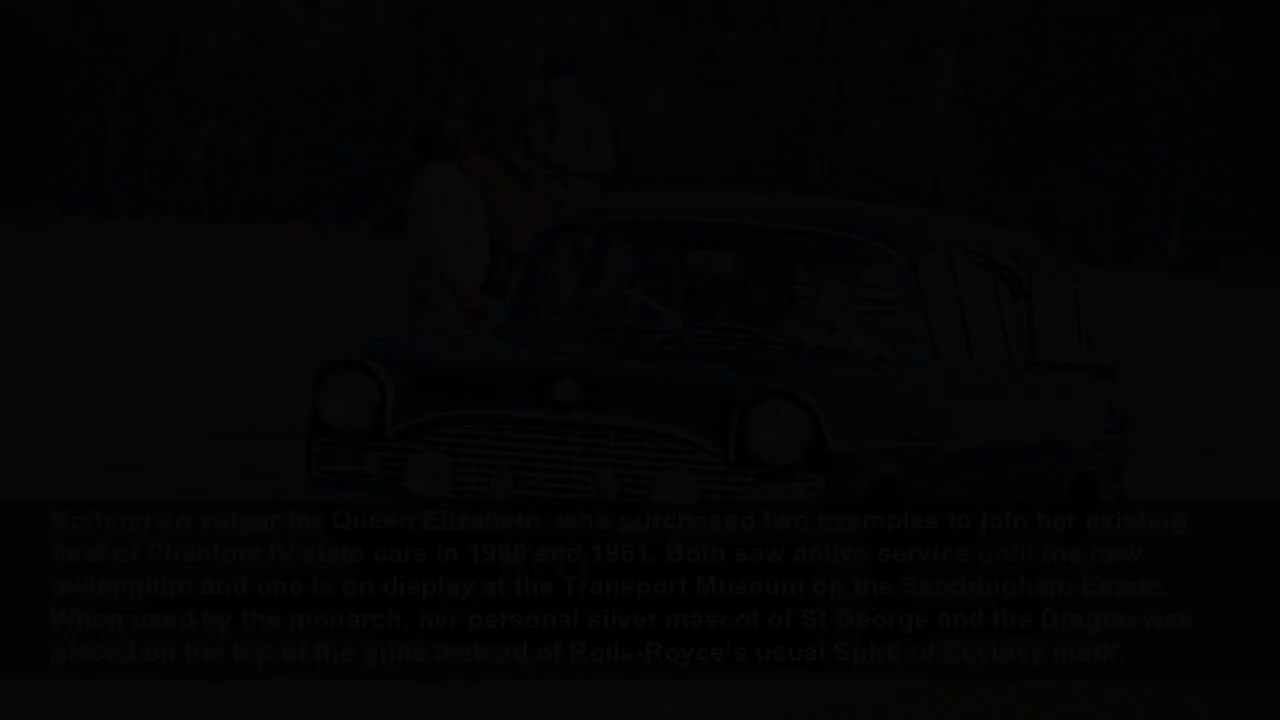 Nothing so vulgar for Queen Elizabeth, who purchased two examples to join her existing
fleet of Phantom IV state cars in 1960 and 1961. Both saw active service until the new
millennium and one is on display at the Transport Museum on the Sandringham Estate.
When used by the monarch, her personal silver mascot of St George and the Dragon was
placed on the top of the grille instead of Rolls-Royce's usual Spirit of Ecstasy motif.